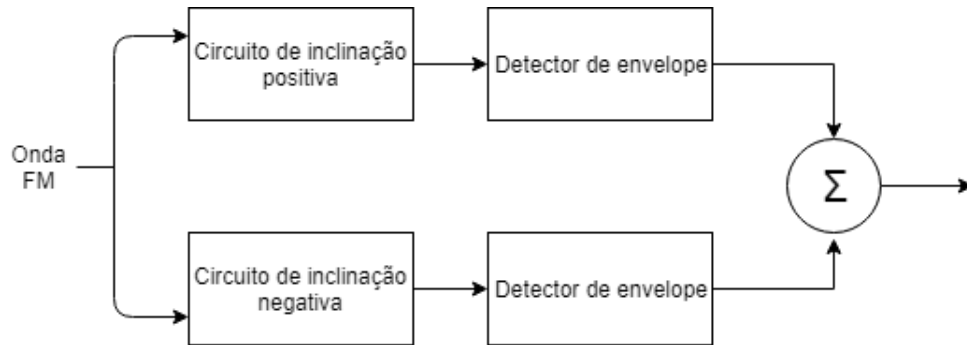 Circuito de inclinação
positiva
Detector de envelope
Onda
FM
Σ
Circuito de inclinação
negativa
Detector de envelope